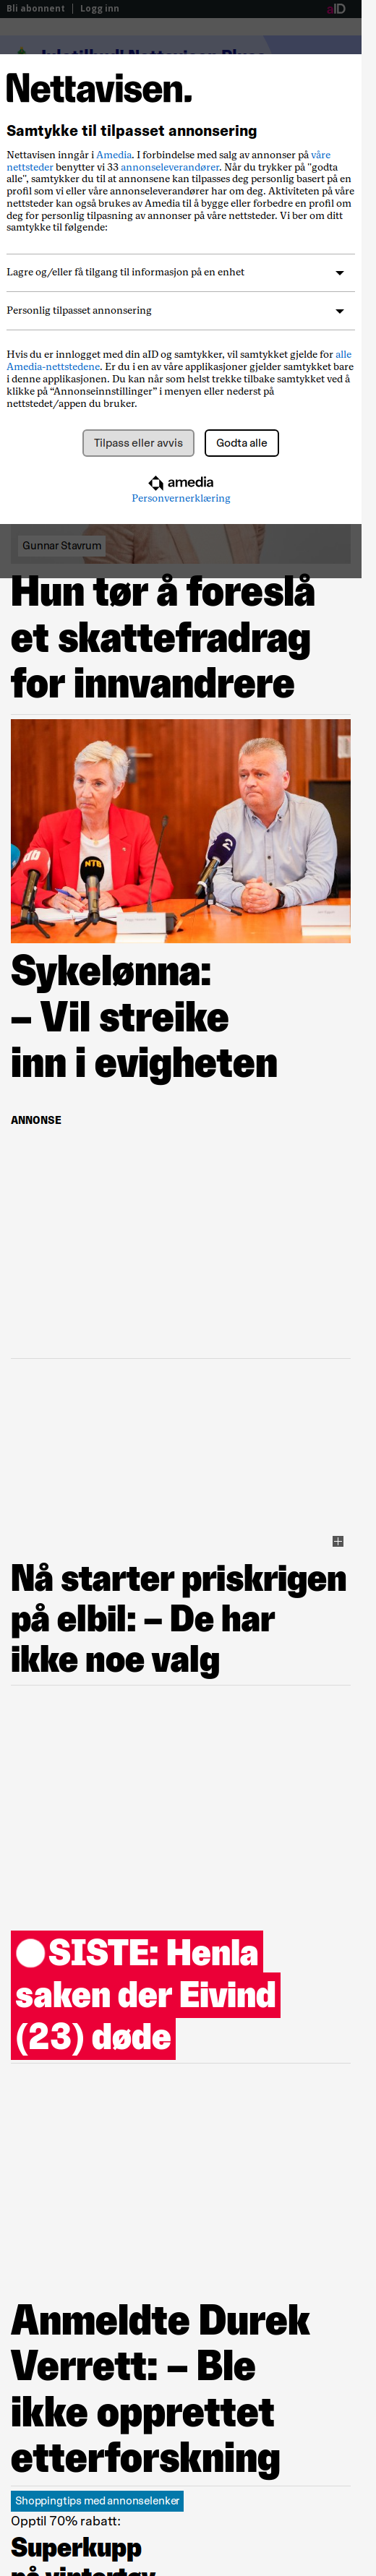 Bli abonnent | Logg inn
aID
Nettavisen.
Samtykke til tilpasset annonsering
Nettavisen inngår i Amedia. I forbindelse med salg av annonser på våre
nettsteder benytter vi 33 annonseleverandører. Når du trykker på "godta
alle", samtykker du til at annonsene kan tilpasses deg personlig basert på en
profil som vi eller våre annonseleverandører har om deg. Aktiviteten på våre
nettsteder kan også brukes av Amedia til å bygge eller forbedre en profil om
deg for personlig tilpasning av annonser på våre nettsteder. Vi ber om ditt
samtykke til følgende:
Lagre og/eller få tilgang til informasjon på en enhet
Personlig tilpasset annonsering
Hvis du er innlogget med din aID og samtykker, vil samtykket gjelde for alle
Amedia-nettstedene. Er du i en av våre applikasjoner gjelder samtykket bare
i denne applikasjonen. Du kan når som helst trekke tilbake samtykket ved å
klikke på “Annonseinnstillinger” i menyen eller nederst på
nettstedet/appen du bruker.
Tilpass eller avvis
Godta alle
amedia
Personvernerklæring
Gunnar Stavrum
Hun tør å foreslå
et skattefradrag
for innvandrere
NTB
2
Sykelønna:
– Vil streike
inn i evigheten
ANNONSE
Nå starter priskrigen
på elbil: – De har
ikke noe valg
SISTE: Henla
saken der Eivind
(23) døde
Anmeldte Durek
Verrett: – Ble
ikke opprettet
etterforskning
Shoppingtips med annonselenker
Opptil 70% rabatt:
Superkupp
på vintertøy